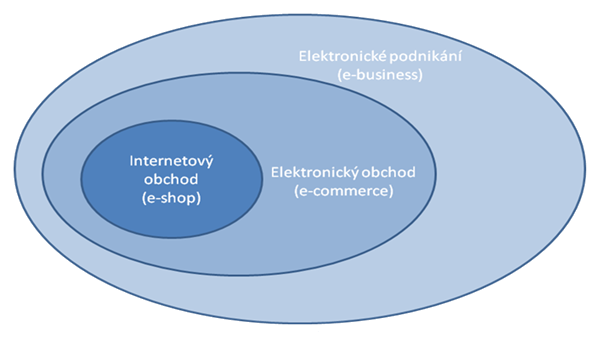 Elektronické podnikání
(e-business)
Internetový
obchod
(e-shop)
Elektronický obchod
(e-commerce)